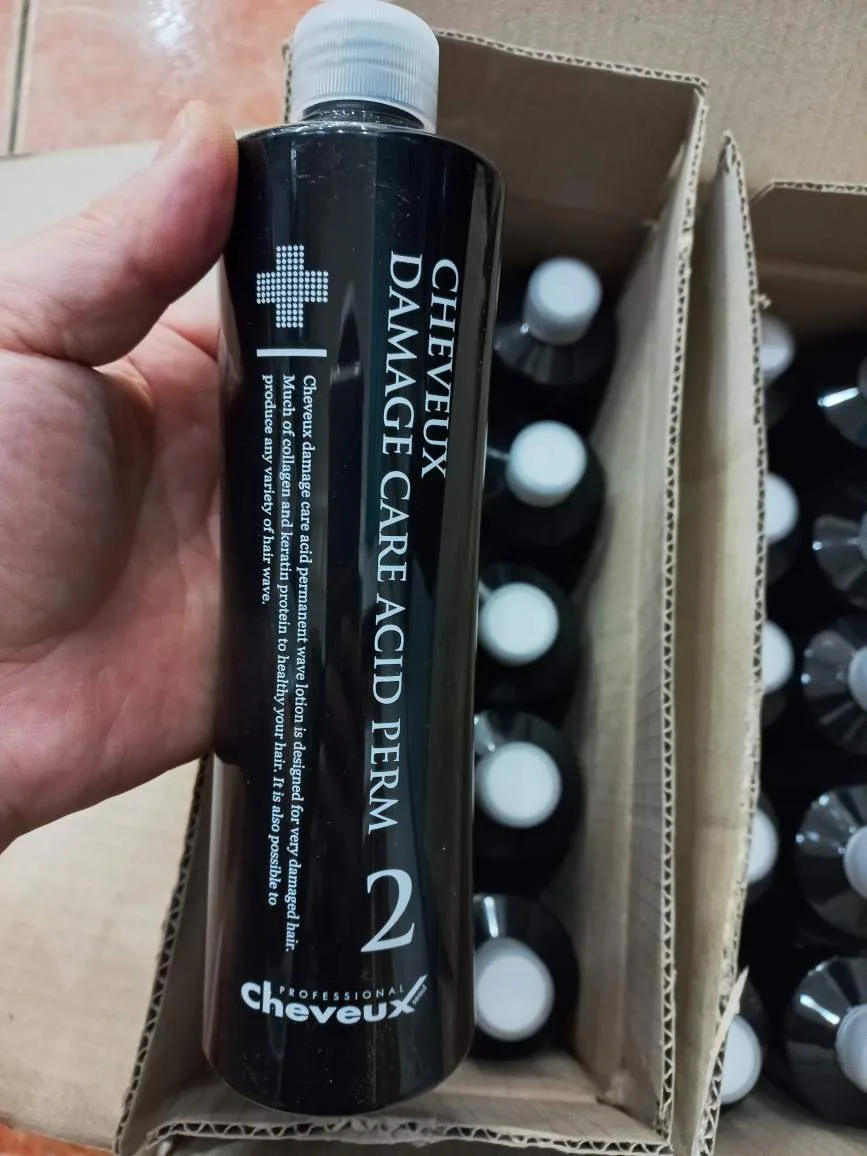 CHEVEUX
DAMAGE CARE ACID PERM 2
Cheveux damage care acid permanent wave lotion is designed for very damaged hair.
Much of collagen and keratin protein to healthy your hair. It is also possible to
produce any variety of hair wave.
PROFESSIONAL
cheveux